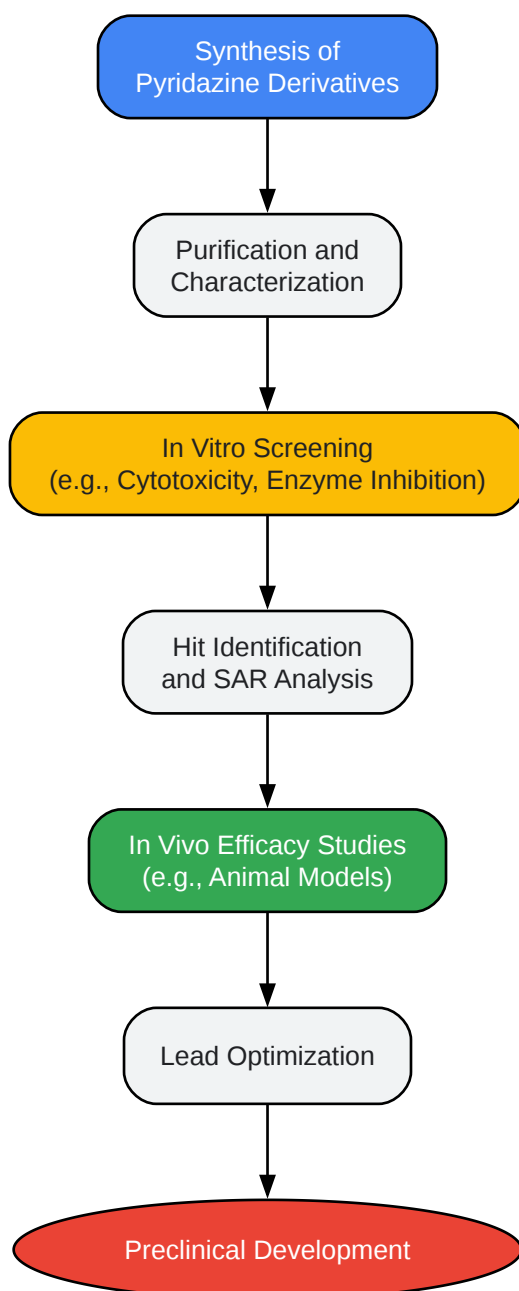 Synthesis of
Pyridazine Derivatives
Purification and
Characterization
In Vitro Screening
(e.g., Cytotoxicity, Enzyme Inhibition)
Hit Identification
and SAR Analysis
In Vivo Efficacy Studies
(e.g., Animal Models)
Lead Optimization
Preclinical Development